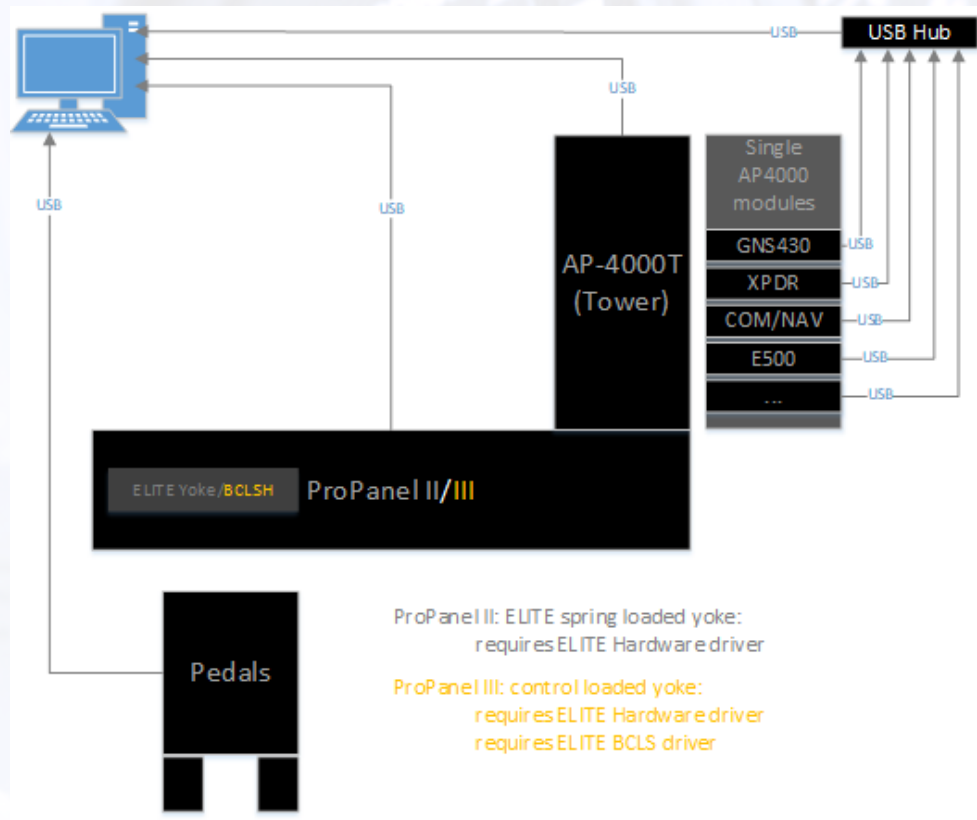 USB
USB Hub
USB
Single
AP4000
modules
USB
USB
AP-4000T
(Tower)
GNS430
USB
XPDR
USB
COM/NAV
USB
E500
USB
...
USB
ELITE Yoke/BCLSH
ProPanel II/III
Pedals
ProPanel II: ELITE spring loaded yoke:
requires ELITE Hardware driver
ProPanel III: control loaded yoke:
requires ELITE Hardware driver
requires ELITE BCLS driver